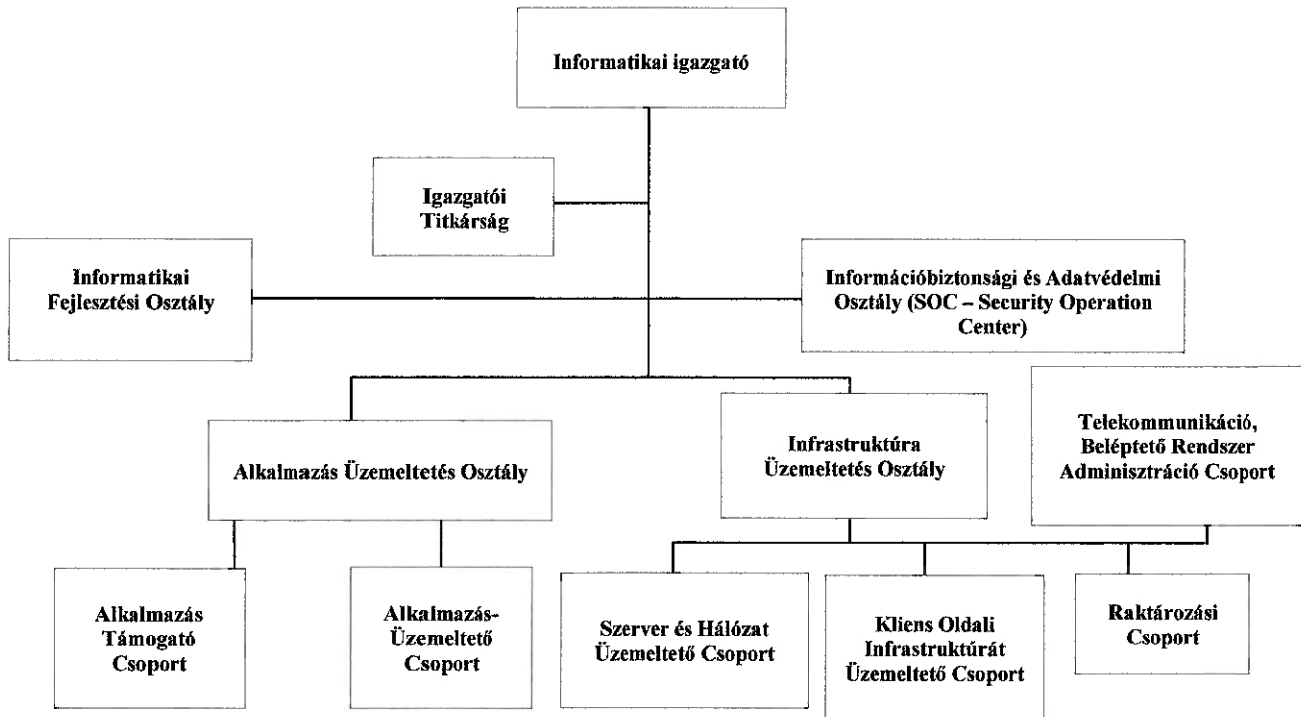 Informatikai igazgató
Igazgatói
Titkárság
Informatikai
Fejlesztési Osztály
Információbiztonsági és Adatvédelmi
Osztály (SOC – Security Operation
Center)
Alkalmazás Üzemeltetés Osztály
Infrastruktúra
Üzemeltetés Osztály
Telekommunikáció,
Beléptető Rendszer
Adminisztráció Csoport
Alkalmazás
Támogató
Csoport
Alkalmazás-
Üzemeltető
Csoport
Szerver és Hálózat
Üzemeltető Csoport
Kliens Oldali
Infrastruktúrát
Üzemeltető Csoport
Raktározási
Csoport